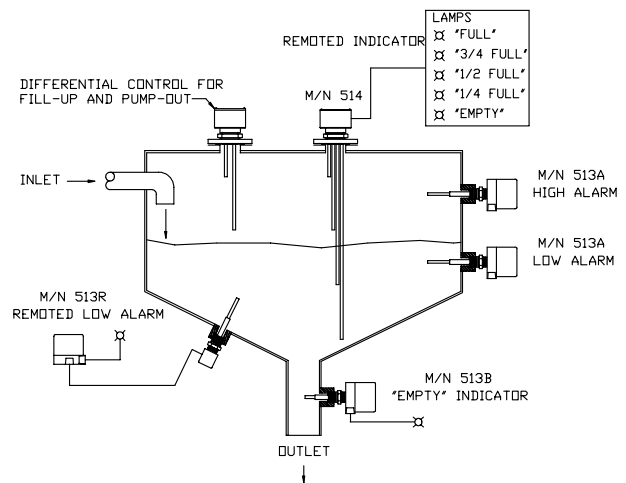 LAMPS
"FULL"
"3/4 FULL"
"1/2 FULL"
"1/4 FULL"
"EMPTY"
REMOTED INDICATOR
DIFFERENTIAL CONTROL FOR
FILL-UP AND PUMP-OUT
M/N 514
INLET
M/N 513A
HIGH ALARM
M/N 513A
LOW ALARM
M/N 513R
REMOTED LOW ALARM
M/N 513B
"EMPTY" INDICATOR
OUTLET